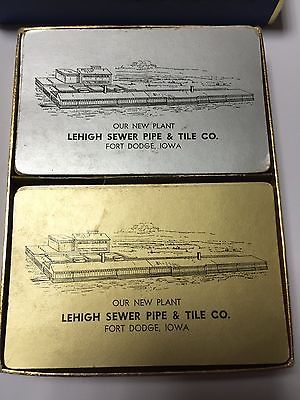 OUR NEW PLANT
LEHIGH SEWER PIPE & TILE CO.
FORT DODGE, IOWA
OUR NEW PLANT
LEHIGH SEWER PIPE & TILE CO.
FORT DODGE, IOWA